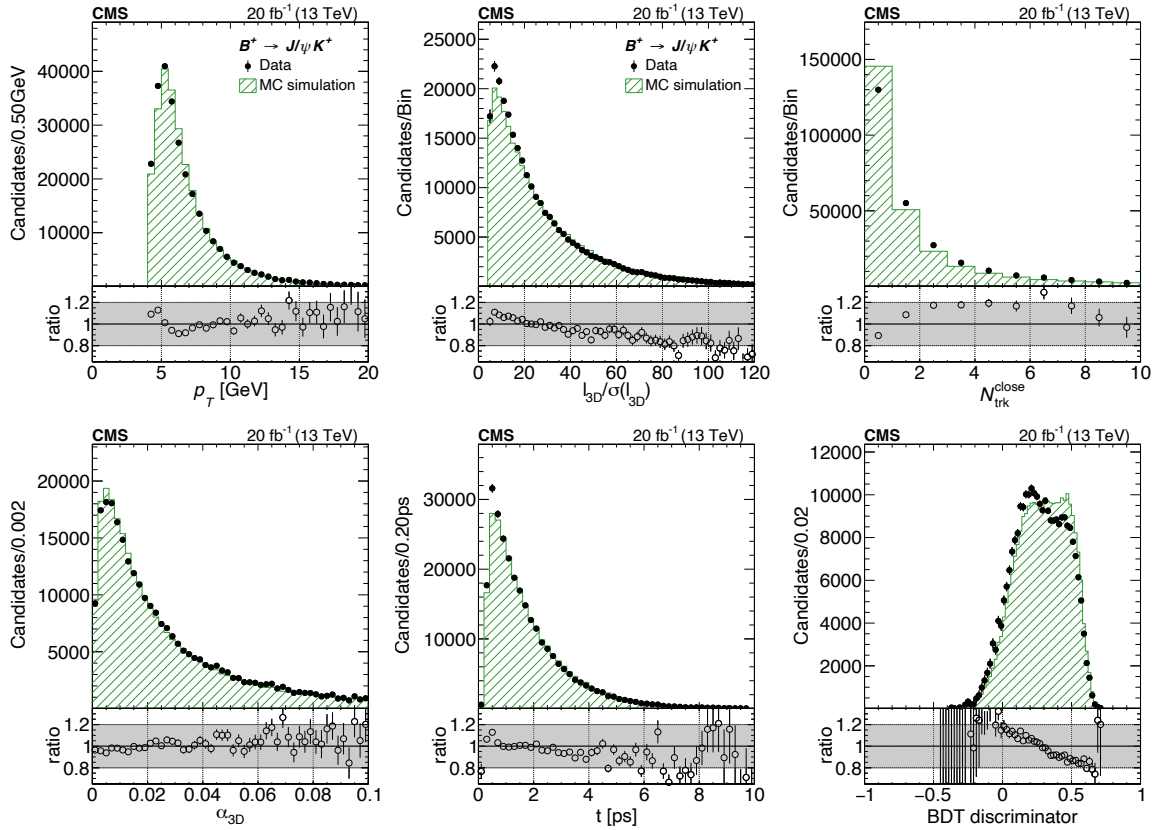 CMS 20 fb⁻¹ (13 TeV)
B⁺ → J/ψ K⁺
Data
MC simulation
Candidates/0.50GeV
40000
30000
20000
10000
ratio
1.2
1
0.8
0 5 10 15 20
p_T [GeV]
CMS 20 fb⁻¹ (13 TeV)
B⁺ → J/ψ K⁺
Data
MC simulation
Candidates/Bin
25000
20000
15000
10000
5000
ratio
1.2
1
0.8
0 20 40 60 80 100 120
l_3D/σ(l_3D)
CMS 20 fb⁻¹ (13 TeV)
Candidates/Bin
150000
100000
50000
ratio
1.2
1
0.8
0 2 4 6 8 10
N_trk^close
CMS 20 fb⁻¹ (13 TeV)
Candidates/0.002
20000
15000
10000
5000
ratio
1.2
1
0.8
0 0.02 0.04 0.06 0.08 0.1
α_3D
CMS 20 fb⁻¹ (13 TeV)
Candidates/0.20ps
30000
20000
10000
ratio
1.2
1
0.8
0 2 4 6 8 10
t [ps]
CMS 20 fb⁻¹ (13 TeV)
Candidates/0.02
12000
10000
8000
6000
4000
2000
ratio
1.2
1
0.8
−1 −0.5 0 0.5 1
BDT discriminator